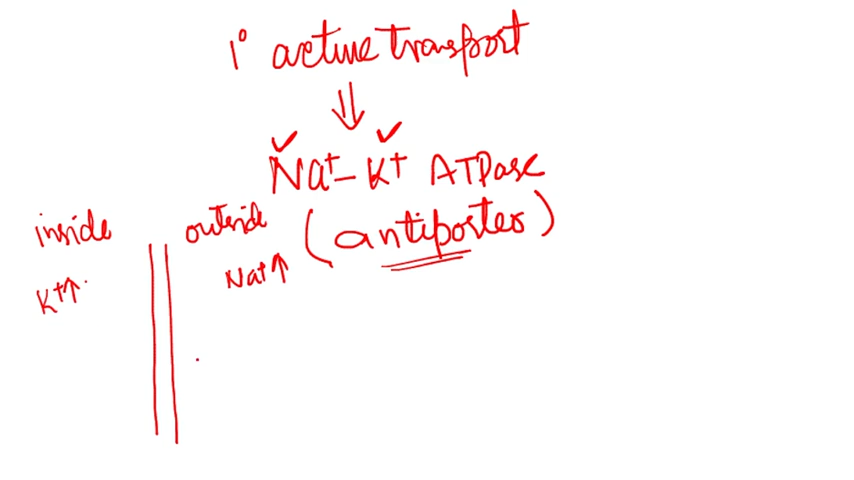 1° active transport
⇓
Na+ – K+ ATPase
(antiporter)
inside outside
K+↑ Na+↑